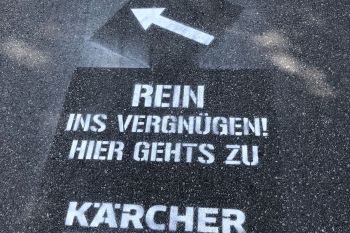 REIN
INS VERGNÜGEN!
HIER GEHTS ZU
KÄRCHER